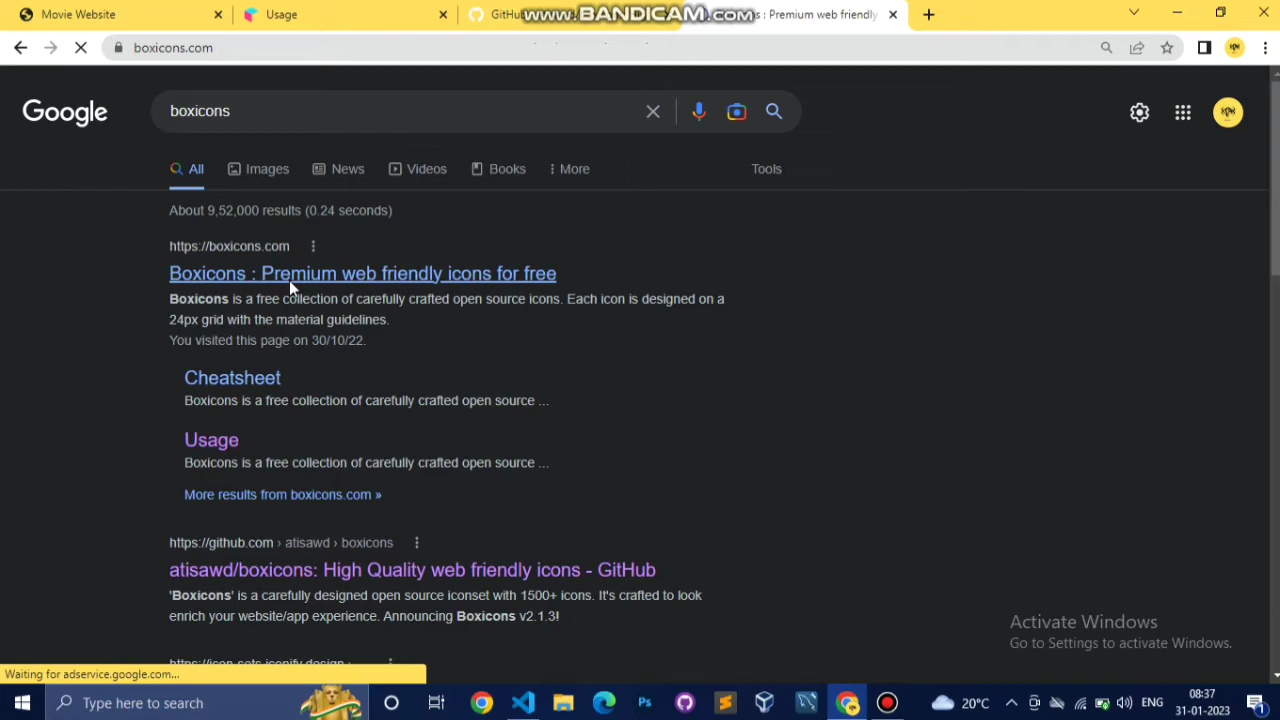 Movie Website
Usage
GitHu
www.BANDICAM.com
s : Premium web friendly
boxicons.com
Google
boxicons
All
Images
News
Videos
Books
More
Tools
About 9,52,000 results (0.24 seconds)
https://boxicons.com
Boxicons : Premium web friendly icons for free
Boxicons is a free collection of carefully crafted open source icons. Each icon is designed on a
24px grid with the material guidelines.
You visited this page on 30/10/22.
Cheatsheet
Boxicons is a free collection of carefully crafted open source ...
Usage
Boxicons is a free collection of carefully crafted open source ...
More results from boxicons.com »
https://github.com › atisawd › boxicons
atisawd/boxicons: High Quality web friendly icons - GitHub
'Boxicons' is a carefully designed open source iconset with 1500+ icons. It's crafted to look
enrich your website/app experience. Announcing Boxicons v2.1.3!
https://icon-sets.iconify.design ›
Activate Windows
Go to Settings to activate Windows.
Waiting for adservice.google.com...
Type here to search
Ps
20°C
ENG
08:37
31-01-2023
1